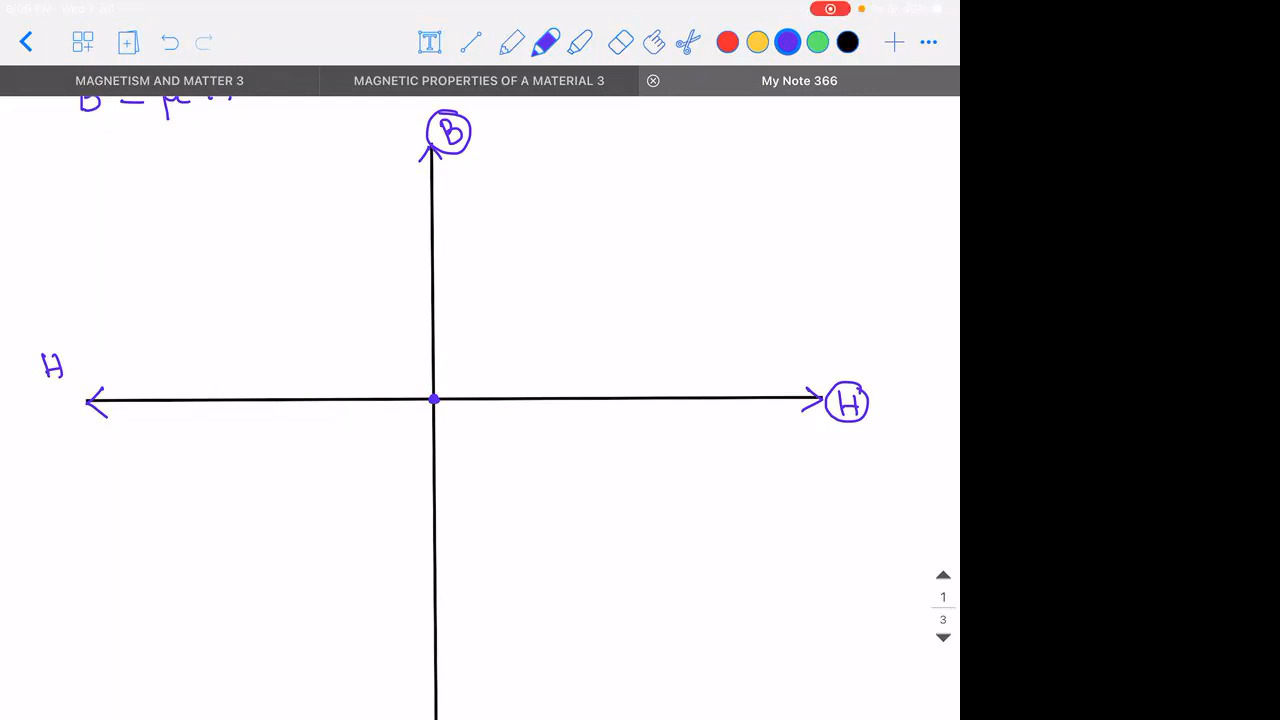 MAGNETISM AND MATTER 3
MAGNETIC PROPERTIES OF A MATERIAL 3
My Note 366
B = μ
B
H
H
1
3